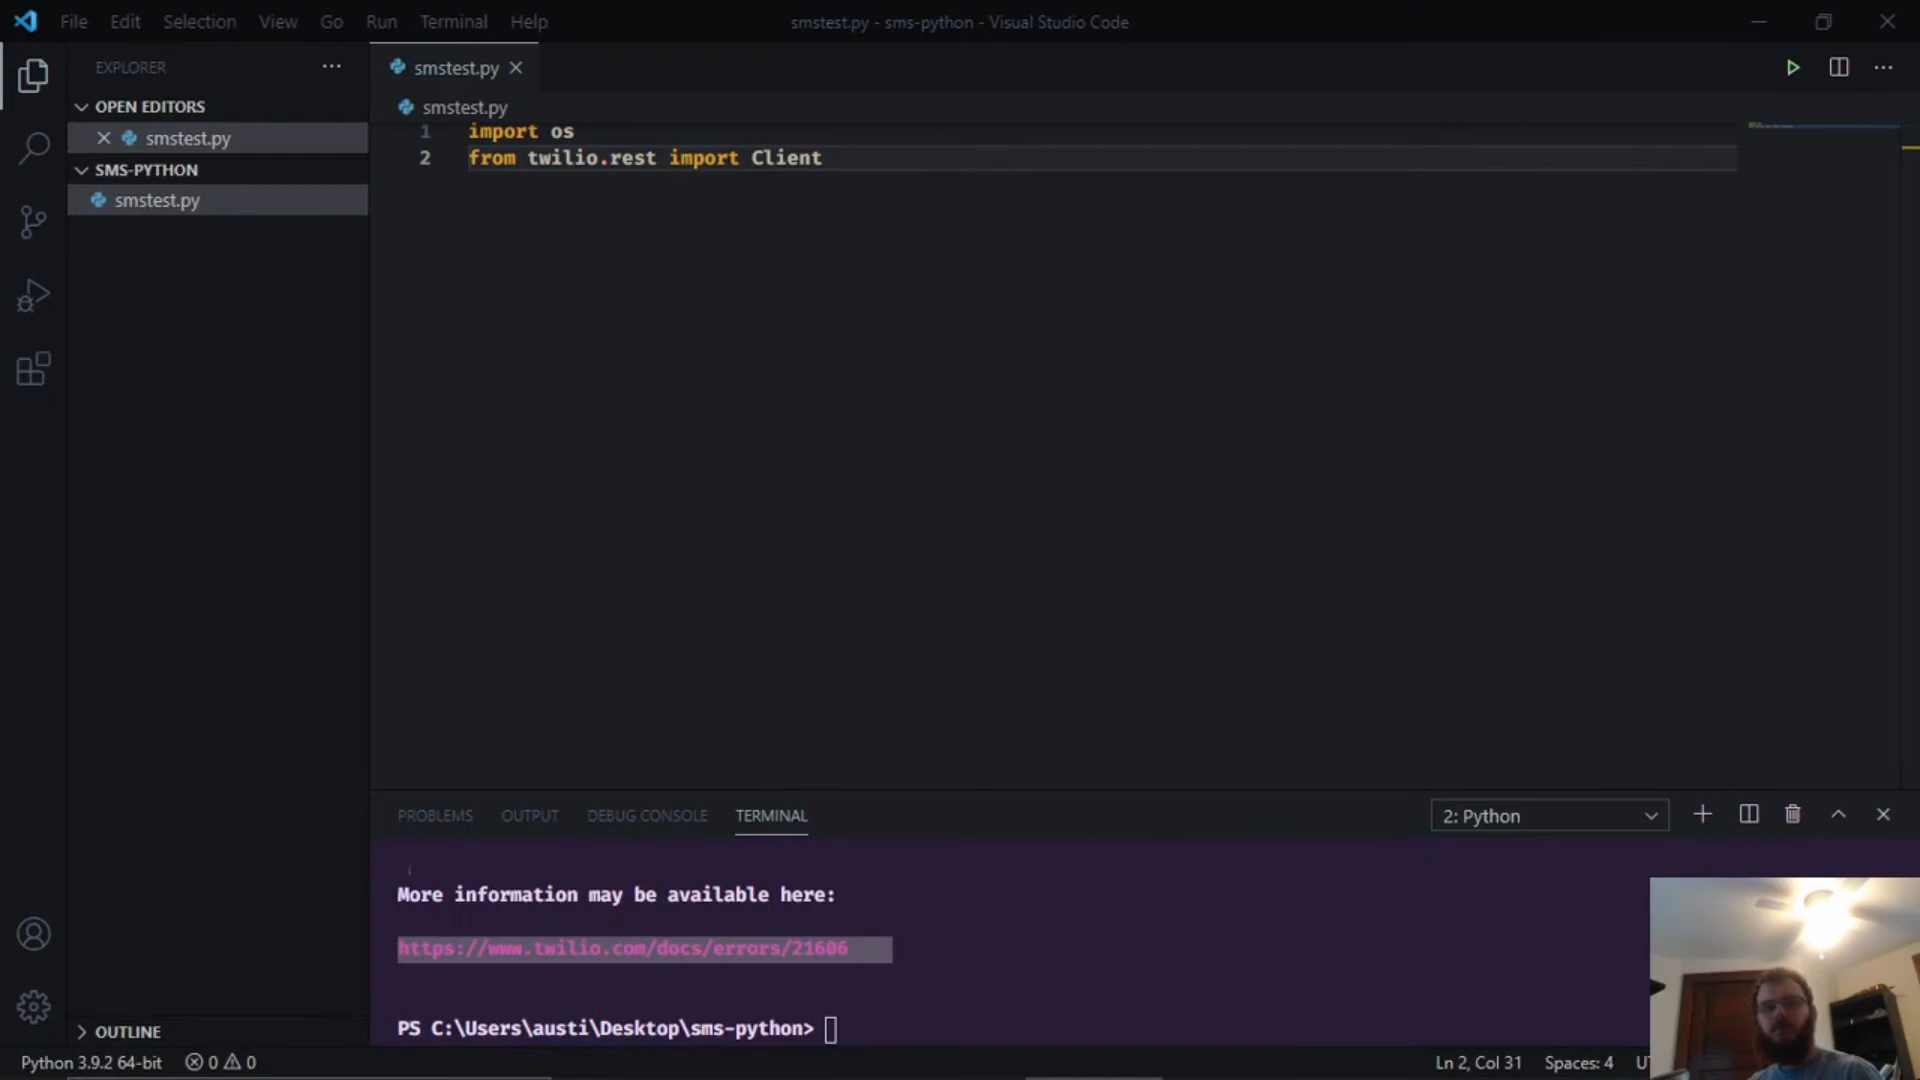 File Edit Selection View Go Run Terminal Help
smstest.py - sms-python - Visual Studio Code
EXPLORER
OPEN EDITORS
smstest.py
SMS-PYTHON
smstest.py
OUTLINE
smstest.py
smstest.py
1 import os
2 from twilio.rest import Client
PROBLEMS OUTPUT DEBUG CONSOLE TERMINAL
2: Python
More information may be available here:
https://www.twilio.com/docs/errors/21606
PS C:\Users\austi\Desktop\sms-python>
Python 3.9.2 64-bit 0 0
Ln 2, Col 31 Spaces: 4